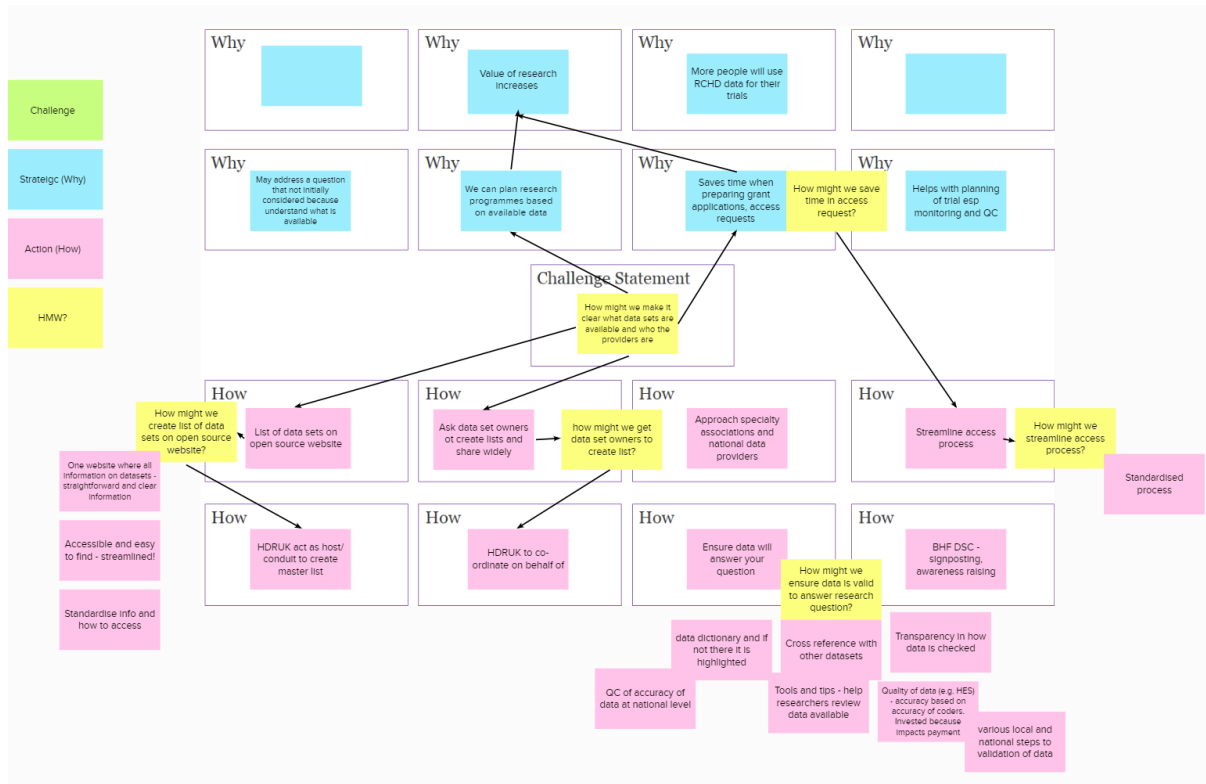 Challenge
Strateigc (Why)
Action (How)
HMW?
Why
Why
Value of research
increases
Why
More people will use
RCHD data for their
trials
Why
Why
May address a question
that not initially
considered because
understand what is
available
Why
We can plan research
programmes based
on available data
Why
Saves time when
preparing grant
applications, access
requests
How might we save
time in access
request?
Why
Helps with planning
of trial esp
monitoring and QC
Challenge Statement
How might we make it
clear what data sets are
available and who the
providers are
How
How might we
create list of data
sets on open source
website?
List of data sets on
open source website
One website where all
information on datasets -
straightforward and clear
information
Accessible and easy
to find - streamlined!
Standardise info and
how to access
How
Ask data set owners
ot create lists and
share widely
how might we get
data set owners to
create list?
How
Approach specialty
associations and
national data
providers
How
Streamline access
process
How might we
streamline access
process?
Standardised
process
How
HDRUK act as host/
conduit to create
master list
How
HDRUK to co-
ordinate on behalf of
How
Ensure data will
answer your
question
How might we
ensure data is valid
to answer research
question?
How
BHF DSC -
signposting,
awareness raising
data dictionary and if
not there it is
highlighted
Cross reference with
other datasets
Transparency in how
data is checked
QC of accuracy of
data at national level
Tools and tips - help
researchers review
data available
Quality of data (e.g. HES)
- accuracy based on
accuracy of coders.
Invested because
impacts payment
various local and
national steps to
validation of data